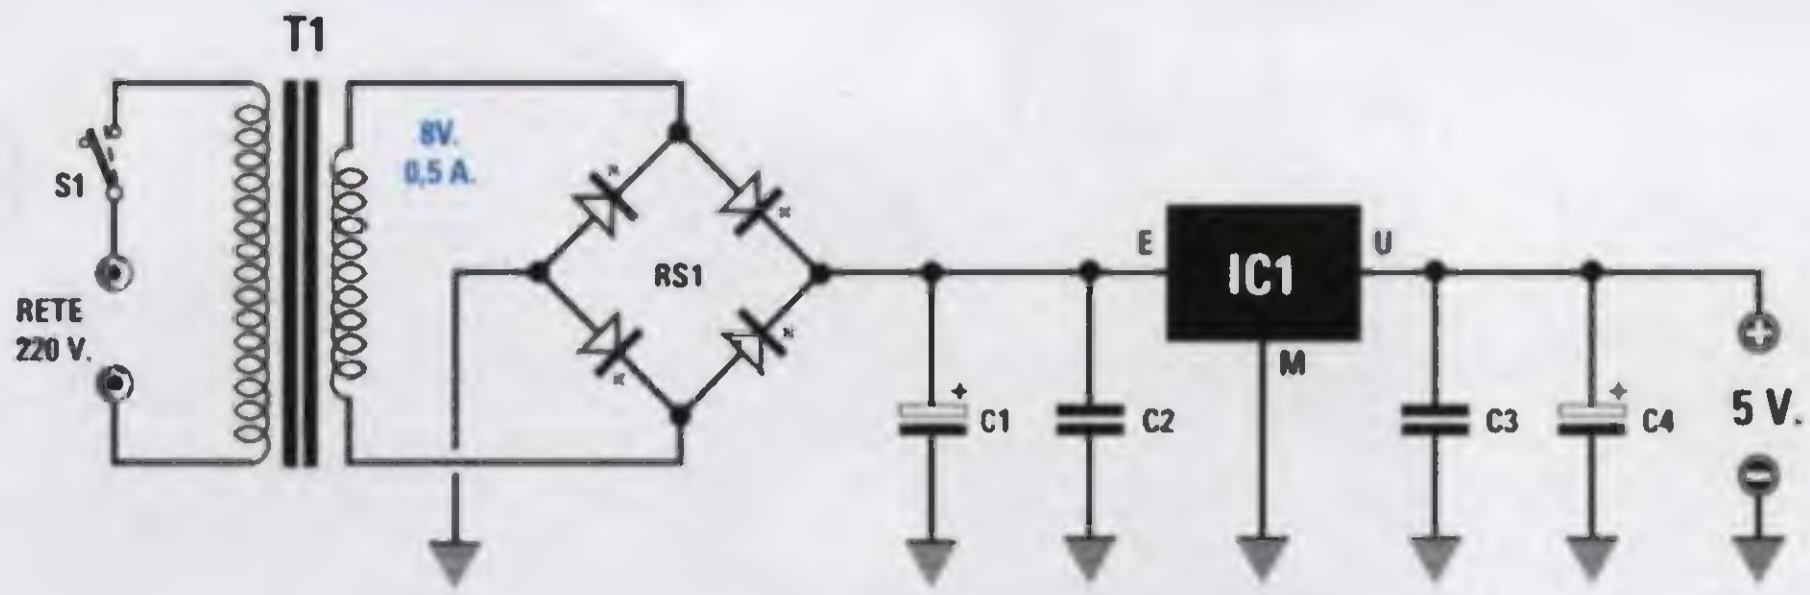 T1
8V.
0,5 A.
S1
RETE
220 V.
RS1
E
IC1
U
M
+
C1
C2
C3
+
C4
+
5 V.
-